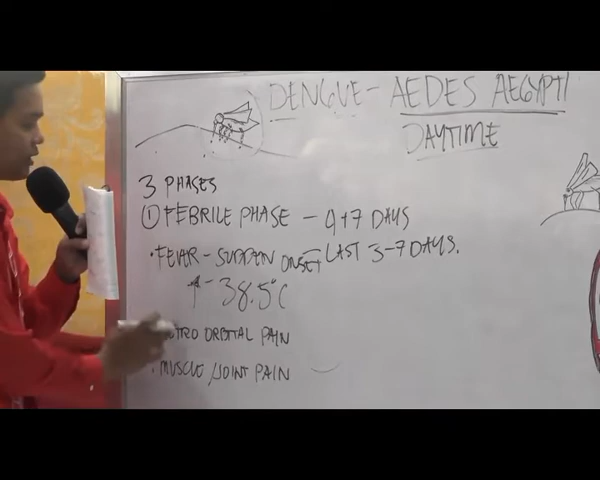 DENGUE - AEDES AEGYPTI
DAYTIME
3 PHASES
① FEBRILE PHASE - 4+7 DAYS
• FEVER - SUDDEN ONSET - LAST 3-7 DAYS.
↑ - 38.5°C
ORBITAL PAIN
• MUSCLE / JOINT PAIN